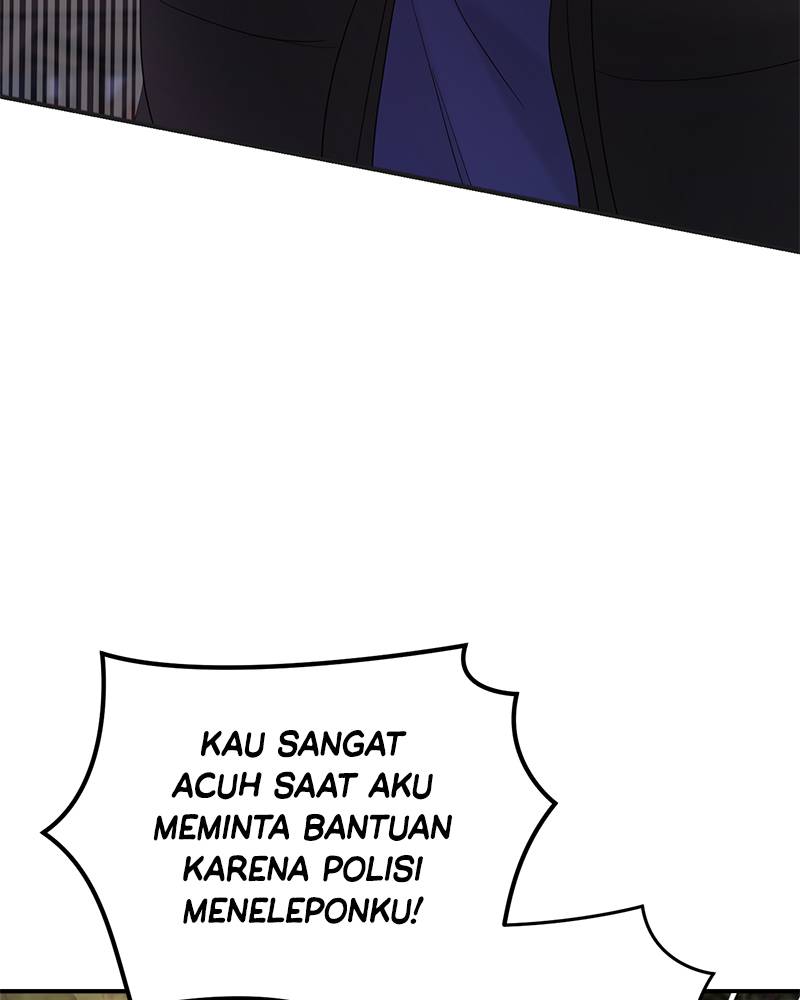 KAU SANGAT
ACUH SAAT AKU
MEMINTA BANTUAN
KARENA POLISI
MENELEPONKU!